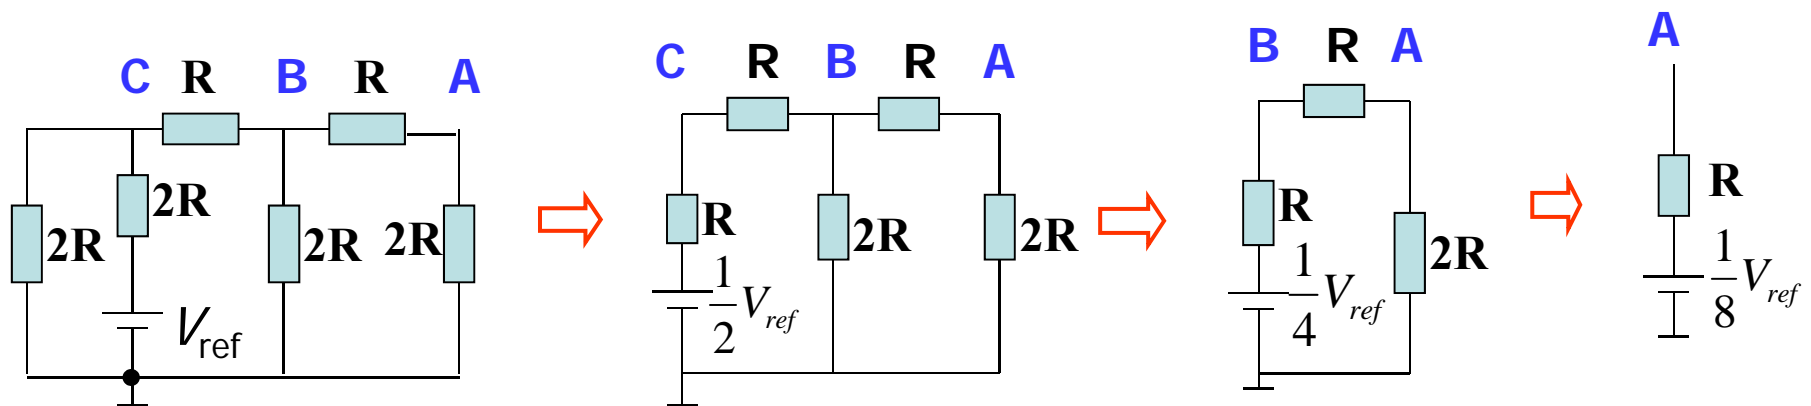 C R B R A
2R 2R 2R 2R
Vref
C R B R A
R 2R 2R
1/2 Vref
B R A
R 2R
1/4 Vref
A
R
1/8 Vref